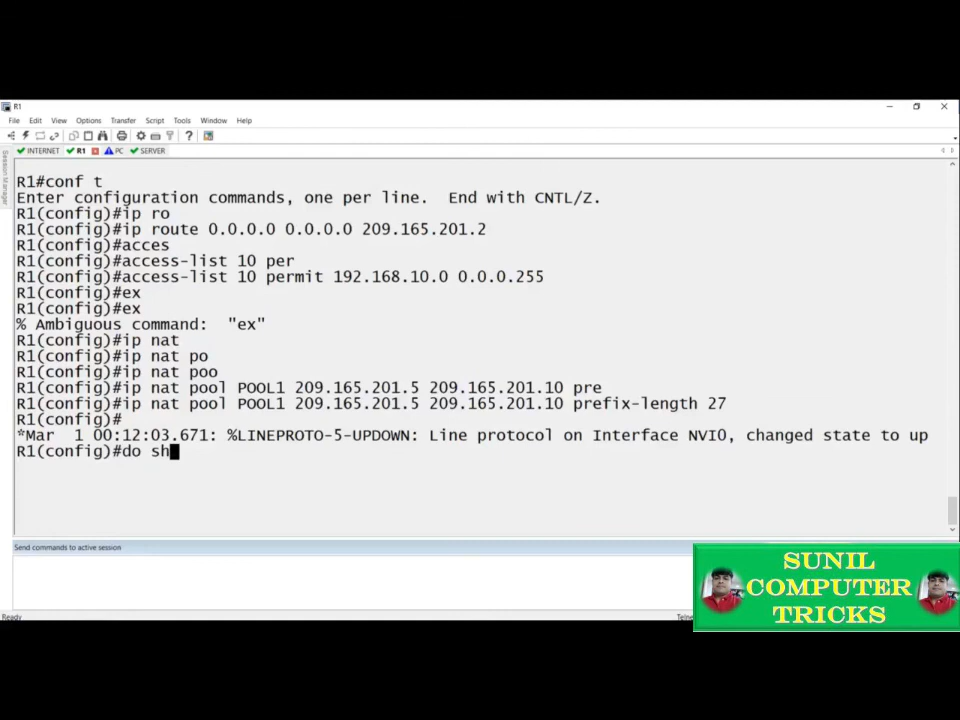 R1
File Edit View Options Transfer Script Tools Window Help
INTERNET R1 PC SERVER
Session Manager
R1#conf t
Enter configuration commands, one per line.  End with CNTL/Z.
R1(config)#ip ro
R1(config)#ip route 0.0.0.0 0.0.0.0 209.165.201.2
R1(config)#acces
R1(config)#access-list 10 per
R1(config)#access-list 10 permit 192.168.10.0 0.0.0.255
R1(config)#ex
R1(config)#ex
% Ambiguous command:  "ex"
R1(config)#ip nat
R1(config)#ip nat po
R1(config)#ip nat poo
R1(config)#ip nat pool POOL1 209.165.201.5 209.165.201.10 pre
R1(config)#ip nat pool POOL1 209.165.201.5 209.165.201.10 prefix-length 27
R1(config)#
*Mar  1 00:12:03.671: %LINEPROTO-5-UPDOWN: Line protocol on Interface NVI0, changed state to up
R1(config)#do sh
Send commands to active session
SUNIL
COMPUTER
TRICKS
Ready Telne